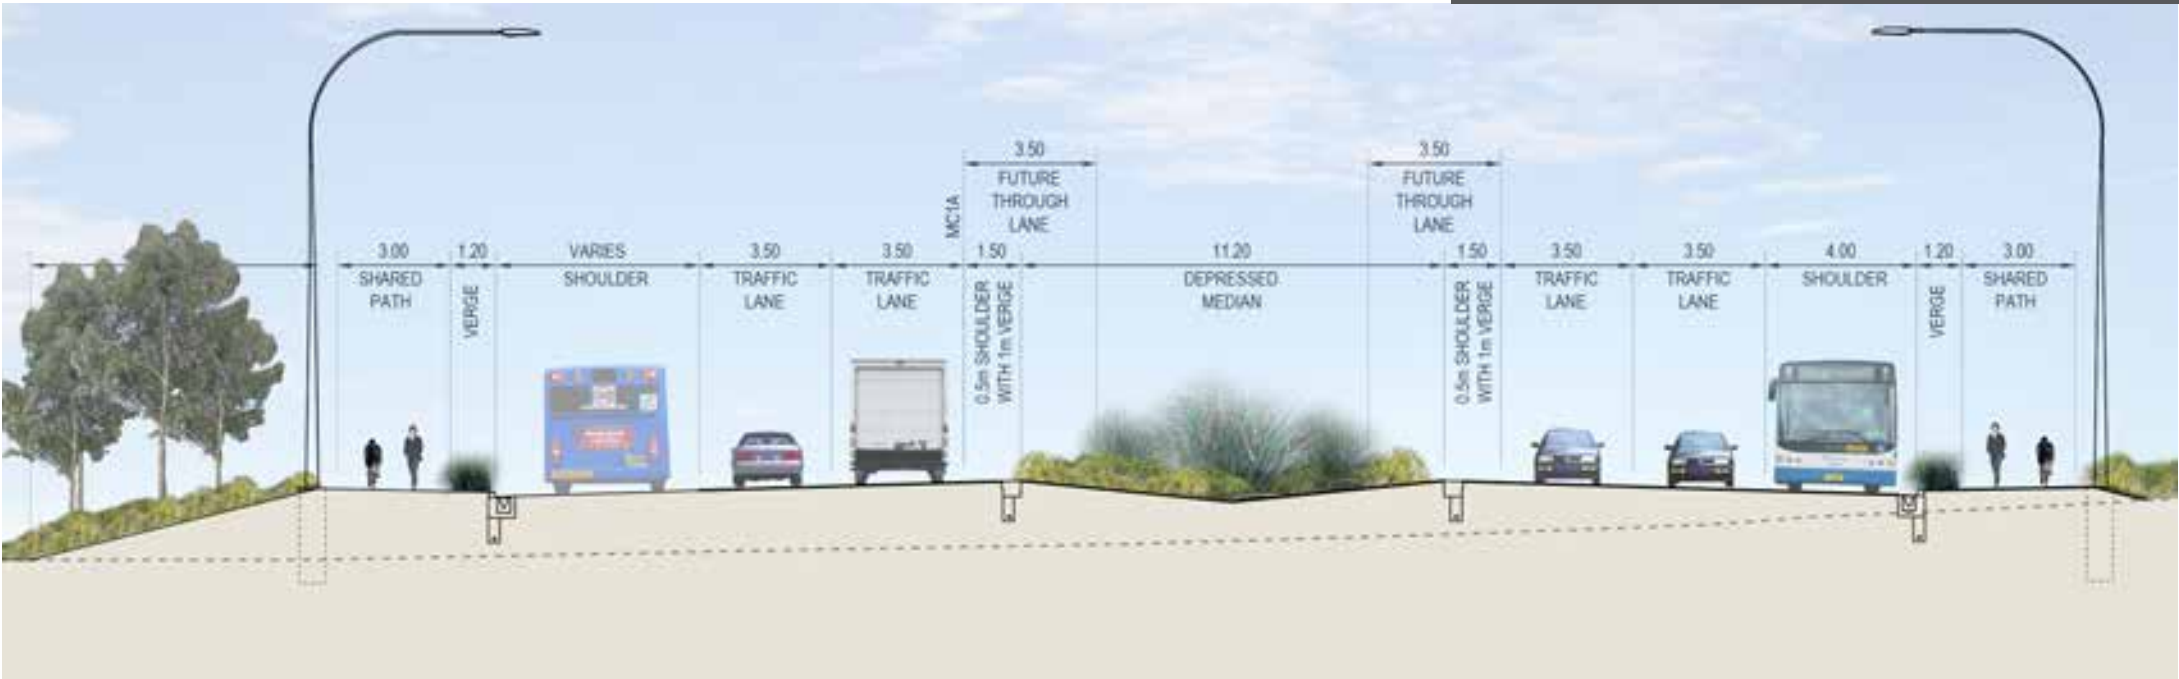 3.50
FUTURE
THROUGH
LANE
3.50
FUTURE
THROUGH
LANE
MC1A
3.00
SHARED
PATH
1.20
VERGE
VARIES
SHOULDER
3.50
TRAFFIC
LANE
3.50
TRAFFIC
LANE
1.50
0.5m SHOULDER
WITH 1m VERGE
11.20
DEPRESSED
MEDIAN
1.50
0.5m SHOULDER
WITH 1m VERGE
3.50
TRAFFIC
LANE
3.50
TRAFFIC
LANE
4.00
SHOULDER
1.20
VERGE
3.00
SHARED
PATH